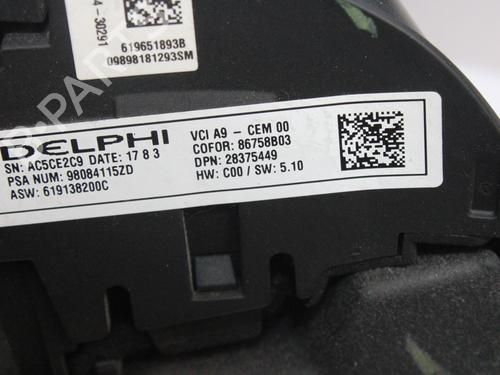 4-30291
619651893B
09898181293SM
DELPHI
VCI A9 - CEM 00
SN: AC5CE2C9 DATE: 17 8 3
COFOR: 86758B03
PSA NUM: 98084115ZD
DPN: 28375449
ASW: 619138200C
HW: C00 / SW: 5.10